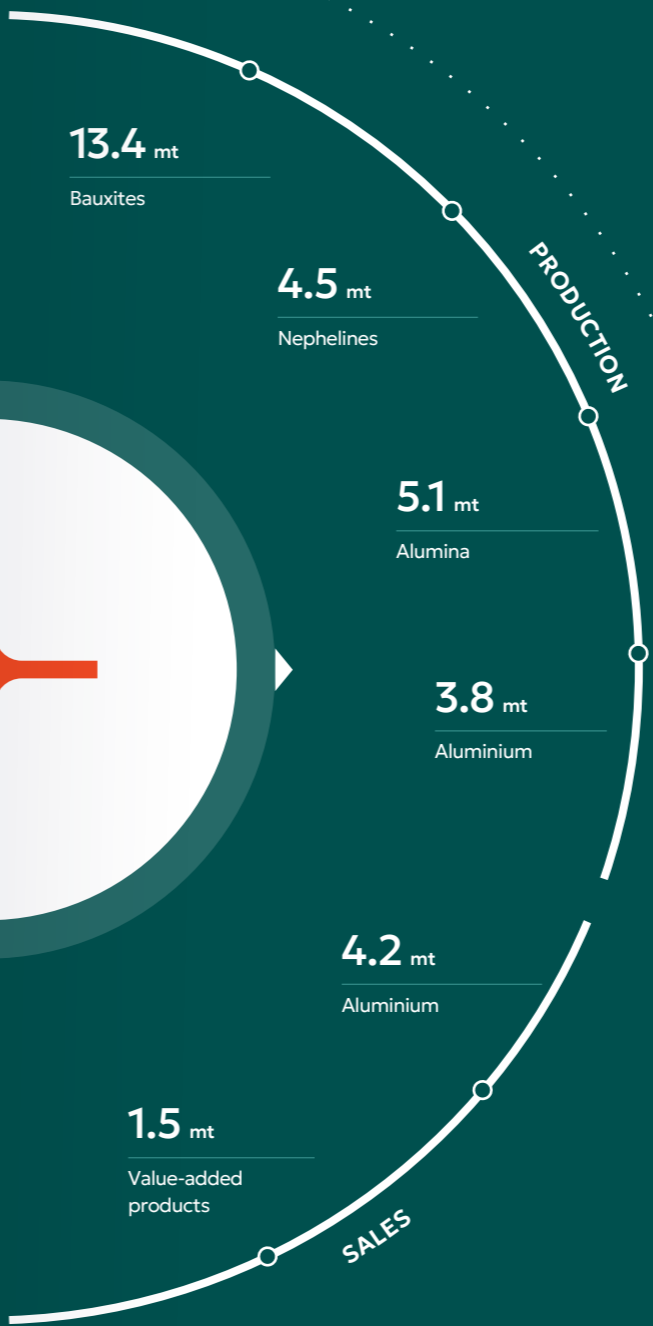 13.4 mt
Bauxites
4.5 mt
Nephelines
PRODUCTION
5.1 mt
Alumina
3.8 mt
Aluminium
4.2 mt
Aluminium
1.5 mt
Value-added
products
SALES